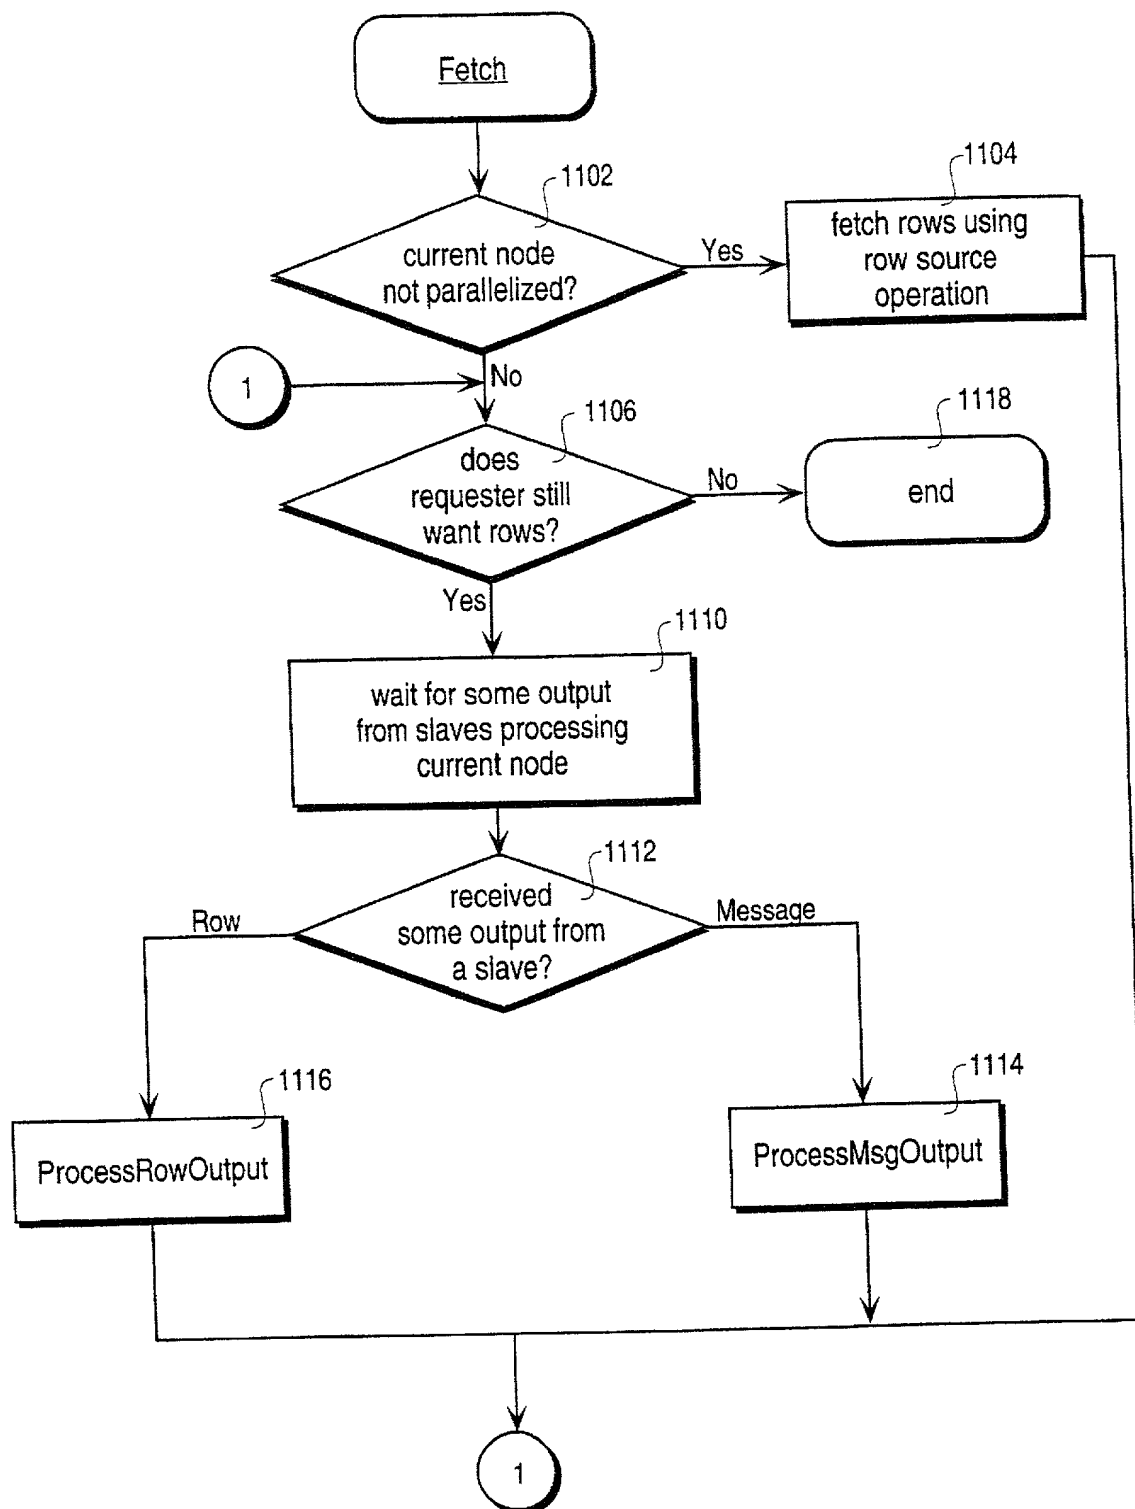 Fetch
1102
current node
not parallelized?
Yes
1104
fetch rows using
row source
operation
1
No
1106
does
requester still
want rows?
No
1118
end
Yes
1110
wait for some output
from slaves processing
current node
1112
received
some output from
a slave?
Row
Message
1116
ProcessRowOutput
1114
ProcessMsgOutput
1